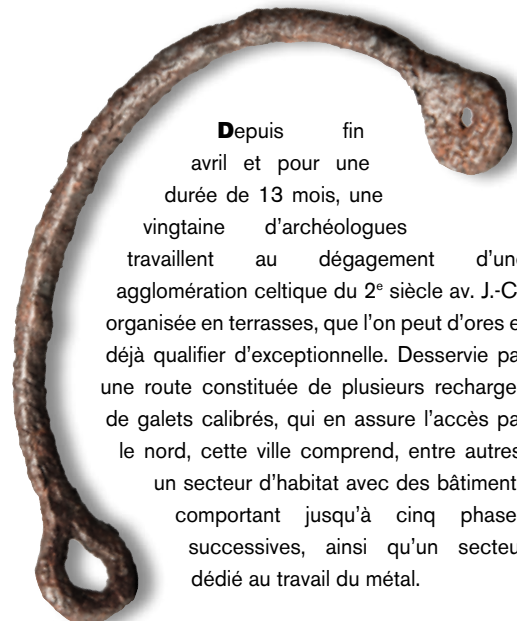 Depuis fin
avril et pour une
durée de 13 mois, une
vingtaine d'archéologues
travaillent au dégagement d'un
agglomération celtique du 2e siècle av. J.-C
organisée en terrasses, que l'on peut d'ores e
déjà qualifier d'exceptionnelle. Desservie pa
une route constituée de plusieurs recharge
de galets calibrés, qui en assure l'accès pa
le nord, cette ville comprend, entre autres
un secteur d'habitat avec des bâtiment
comportant jusqu'à cinq phase
successives, ainsi qu'un secteu
dédié au travail du métal.